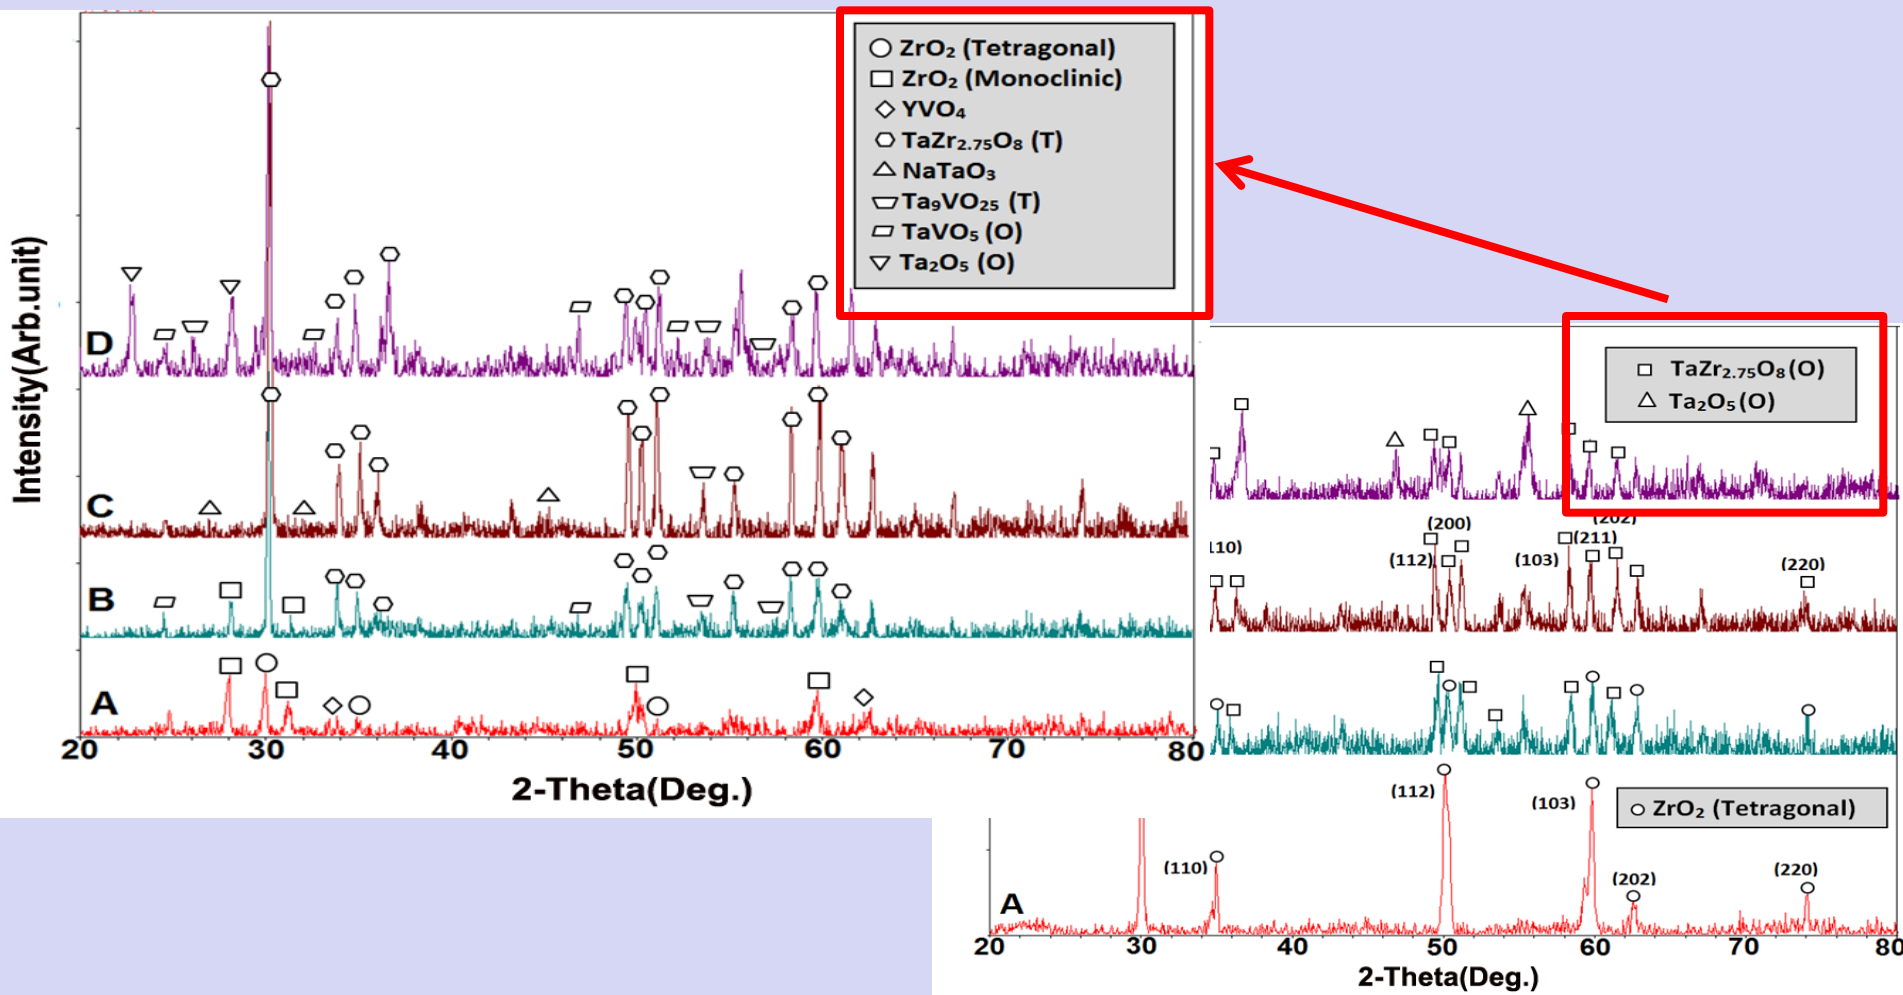 ZrO₂ (Tetragonal)
ZrO₂ (Monoclinic)
YVO₄
TaZr₂.₇₅O₈ (T)
NaTaO₃
Ta₉VO₂₅ (T)
TaVO₅ (O)
Ta₂O₅ (O)
Intensity(Arb.unit)
D
C
B
A
20 30 40 50 60 70 80
2-Theta(Deg.)
TaZr₂.₇₅O₈ (O)
Ta₂O₅ (O)
(200)
(202)
110)
(112)
(103)
(211)
(220)
(112)
(103)
ZrO₂ (Tetragonal)
(110)
(202)
(220)
A
20 30 40 50 60 70 80
2-Theta(Deg.)